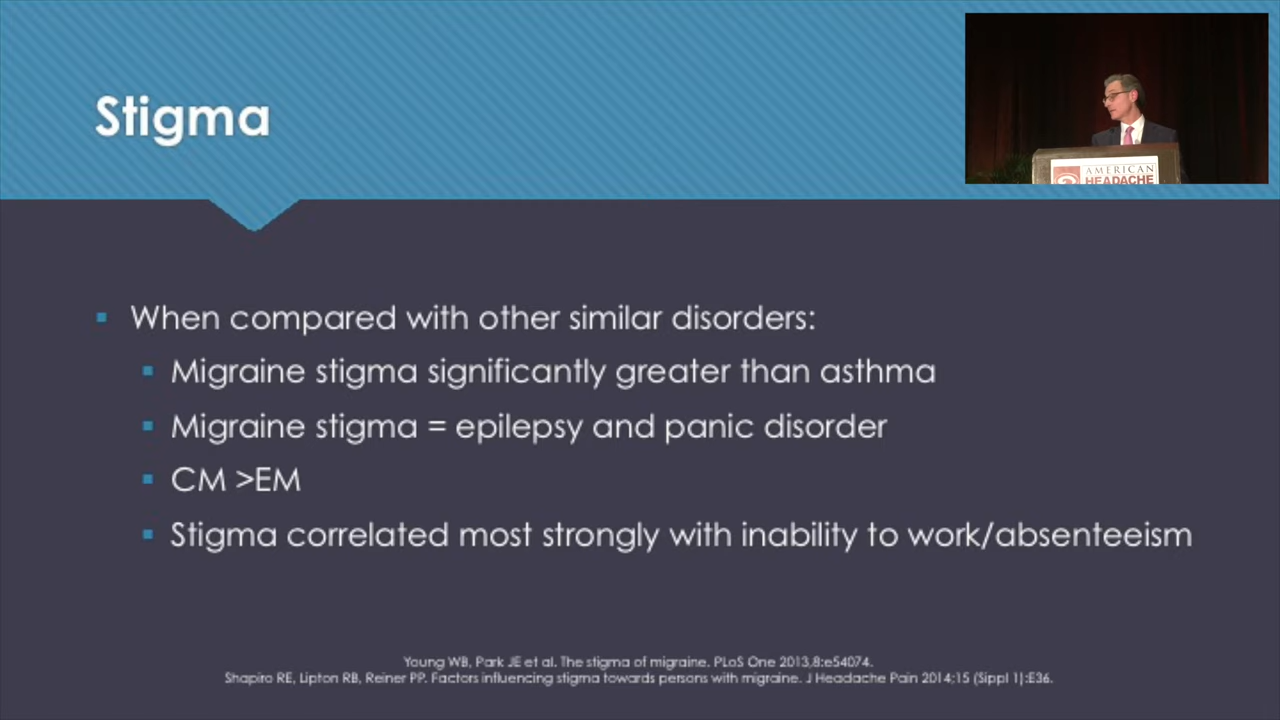 Stigma
AMERICAN
HEADACHE
When compared with other similar disorders:
Migraine stigma significantly greater than asthma
Migraine stigma = epilepsy and panic disorder
CM >EM
Stigma correlated most strongly with inability to work/absenteeism
Young WB, Park JE et al. The stigma of migraine. PLoS One 2013,8:e54074.
Shapiro RE, Lipton RB, Reiner PP. Factors influencing stigma towards persons with migraine. J Headache Pain 2014;15 (Sippl 1):E36.